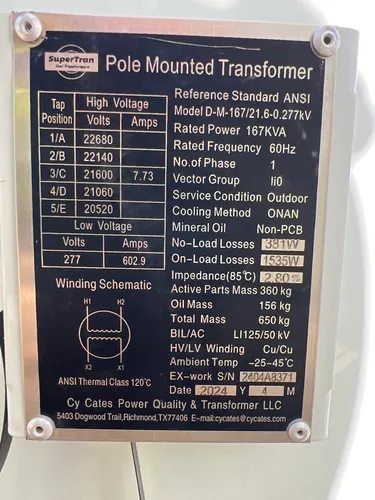 SuperTran
Pole Mounted Transformer
Tap Position High Voltage
Volts Amps
1/A 22680
2/B 22140
3/C 21600 7.73
4/D 21060
5/E 20520
Low Voltage
Volts Amps
277 602.9
Winding Schematic
H1 H2
X2 X1
ANSI Thermal Class 120℃
Reference Standard ANSI
Model D-M-167/21.6-0.277kV
Rated Power 167KVA
Rated Frequency 60Hz
No.of Phase 1
Vector Group Ii0
Service Condition Outdoor
Cooling Method ONAN
Mineral Oil Non-PCB
No-Load Losses 381W
On-Load Losses 1535W
Impedance(85℃) 2.80%
Active Parts Mass 360 kg
Oil Mass 156 kg
Total Mass 650 kg
BIL/AC LI125/50 kV
HV/LV Winding Cu/Cu
Ambient Temp -25~45℃
EX-work S/N 2404A8371
Date 2024 Y 4 M
Cy Cates Power Quality & Transformer LLC
5403 Dogwood Trail,Richmond,TX77406 E-mail:cycates@cycates.com